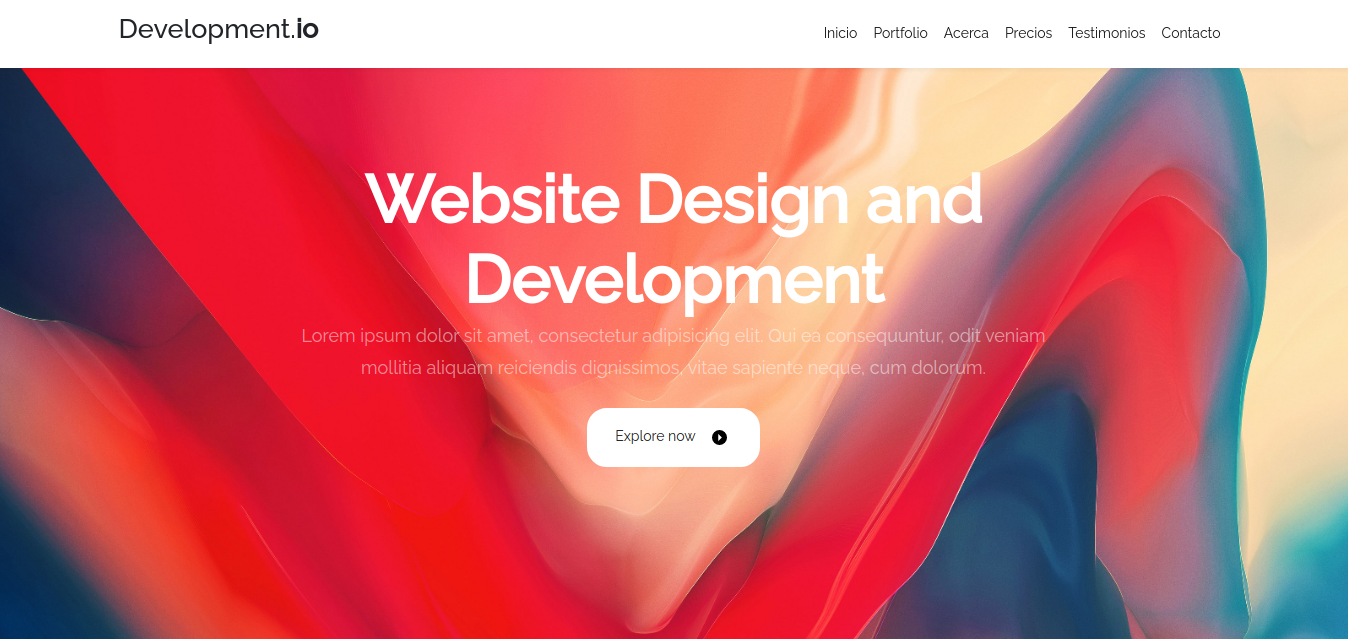 Development.io
Inicio Portfolio Acerca Precios Testimonios Contacto
Website Design and
Development
Lorem ipsum dolor sit amet, consectetur adipisicing elit. Qui ea consequuntur, odit veniam
mollitia aliquam reiciendis dignissimos, vitae sapiente neque, cum dolorum.
Explore now